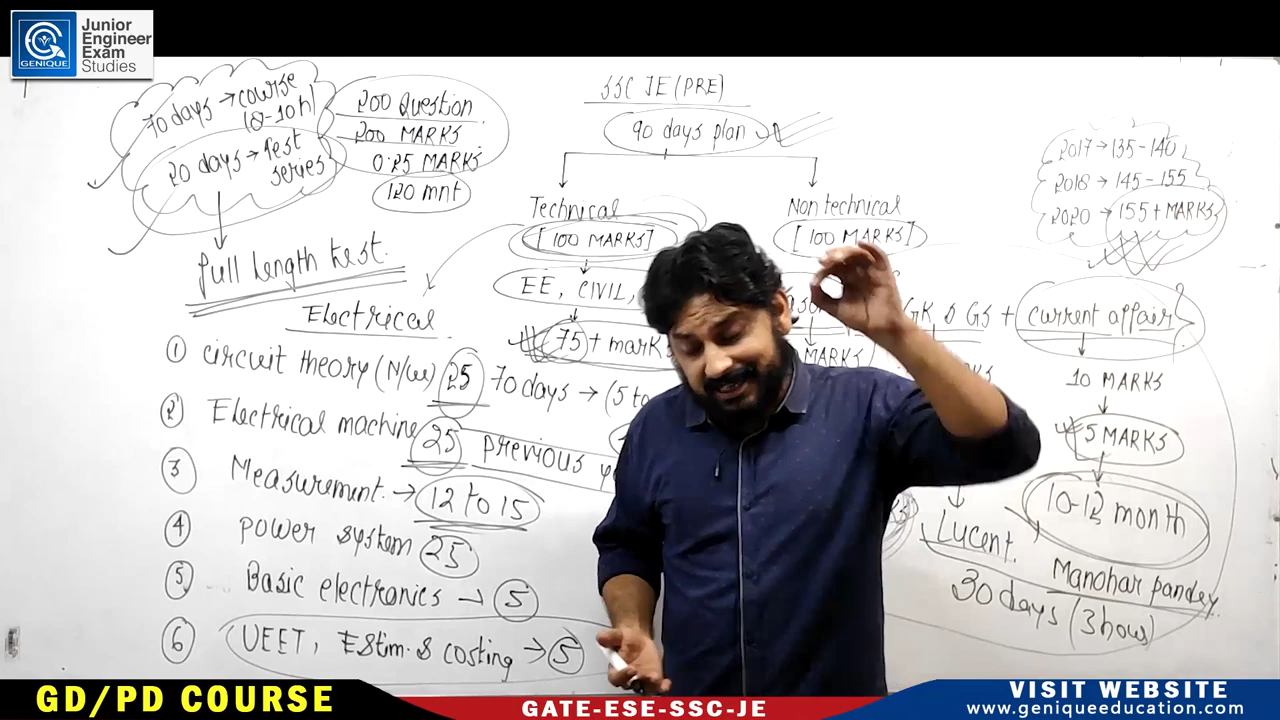 Junior
Engineer
Exam
Studies
GENIQUE
70 days → course
(8-10h)
20 days → Test
series
full length test.
200 Question
200 MARKS
0.25 MARKS
120 mnt
SSC JE (PRE)
90 days plan
Technical
[100 MARKS]
EE, CIVIL,
75 + mark
70 days → (5 to
Previous
Non technical
[100 MARKS]
GK & GS + current affair ?
MARKS
10 MARKS
5 MARKS
10-12 month
Lucent.
Manohar pandey
30 days (3 hour)
2017 → 135-140
2018 → 145-155
2020 → 155 + MARKS
Electrical
1 circuit theory (N/w) 25
2 Electrical machine 25
3 Measurement. → 12 to 15
4 power system 25
5 Basic electronics → 5
6 UEET, Estim. & costing → 5
GD/PD COURSE
GATE-ESE-SSC-JE
VISIT WEBSITE
www.geniqueeducation.com